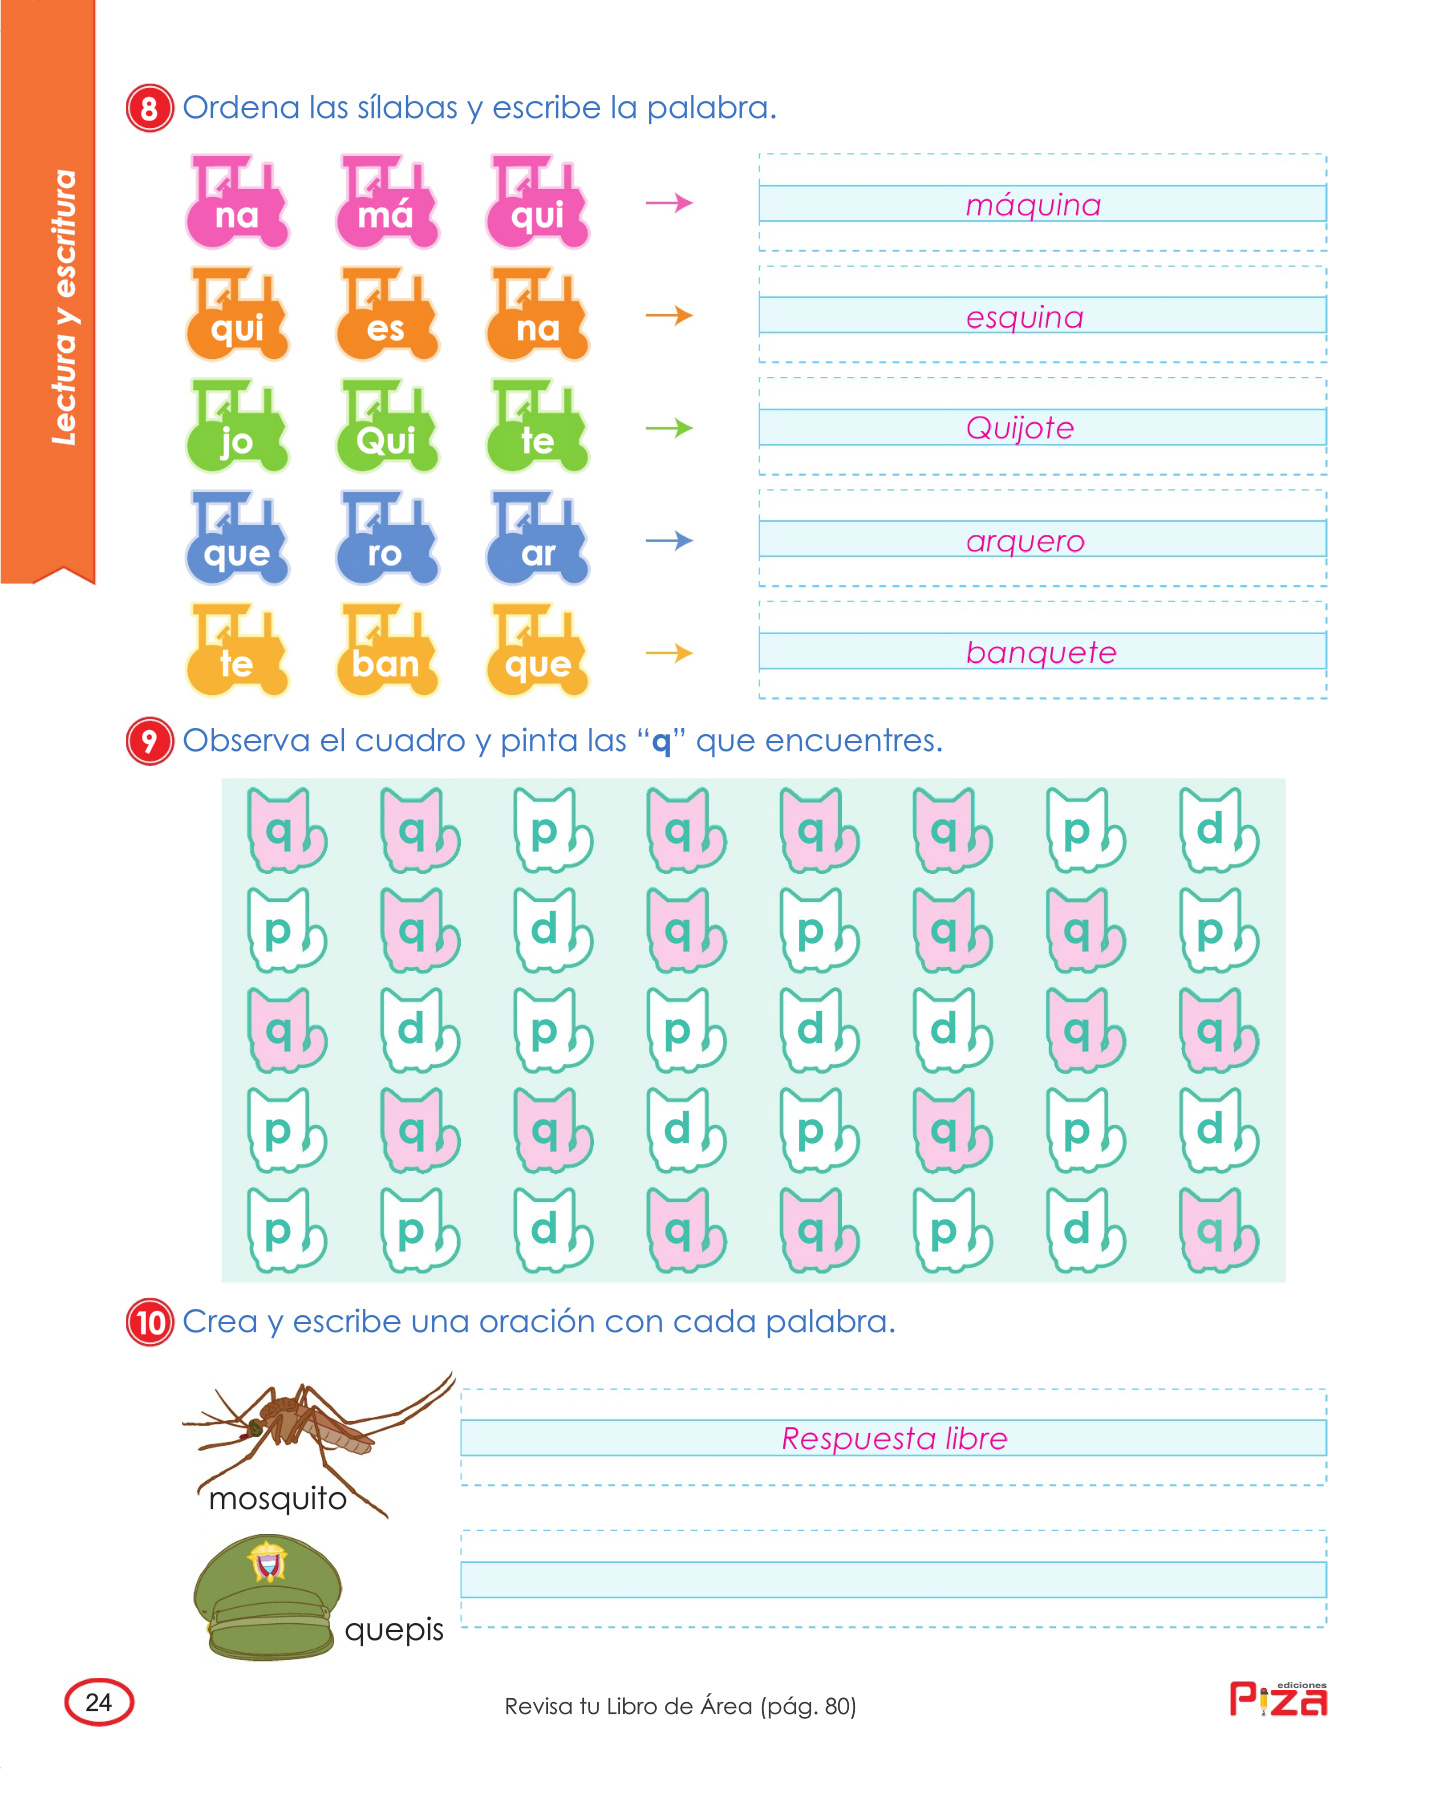 Lectura y escritura
8 Ordena las sílabas y escribe la palabra.
na má qui → máquina
qui es na → esquina
jo Qui te → Quijote
que ro ar → arquero
te ban que → banquete
9 Observa el cuadro y pinta las “q” que encuentres.
q q p q q q p d
p q d q p q q p
q d p p d d q q
p q q d p q p d
p p d q q p d q
10 Crea y escribe una oración con cada palabra.
Respuesta libre
mosquito
quepis
24
Revisa tu Libro de Área (pág. 80)
ediciones
Piza